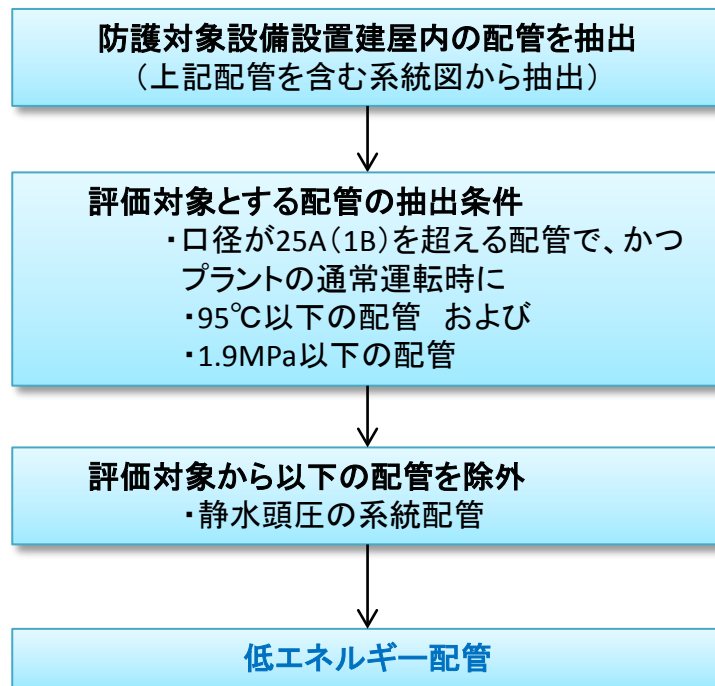 防護対象設備設置建屋内の配管を抽出
（上記配管を含む系統図から抽出）
評価対象とする配管の抽出条件
・口径が25A（1B）を超える配管で、かつ
プラントの通常運転時に
・95℃以下の配管　および
・1.9MPa以下の配管
評価対象から以下の配管を除外
・静水頭圧の系統配管
低エネルギー配管